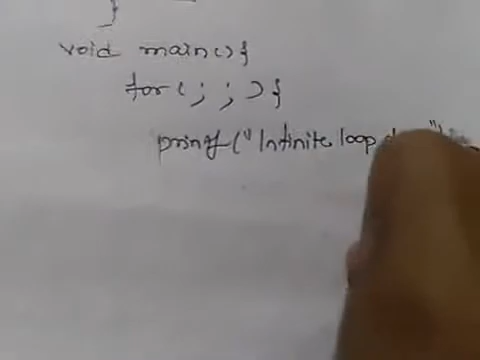 }
void main(){
for( ; ; ){
printf("Infinite loop